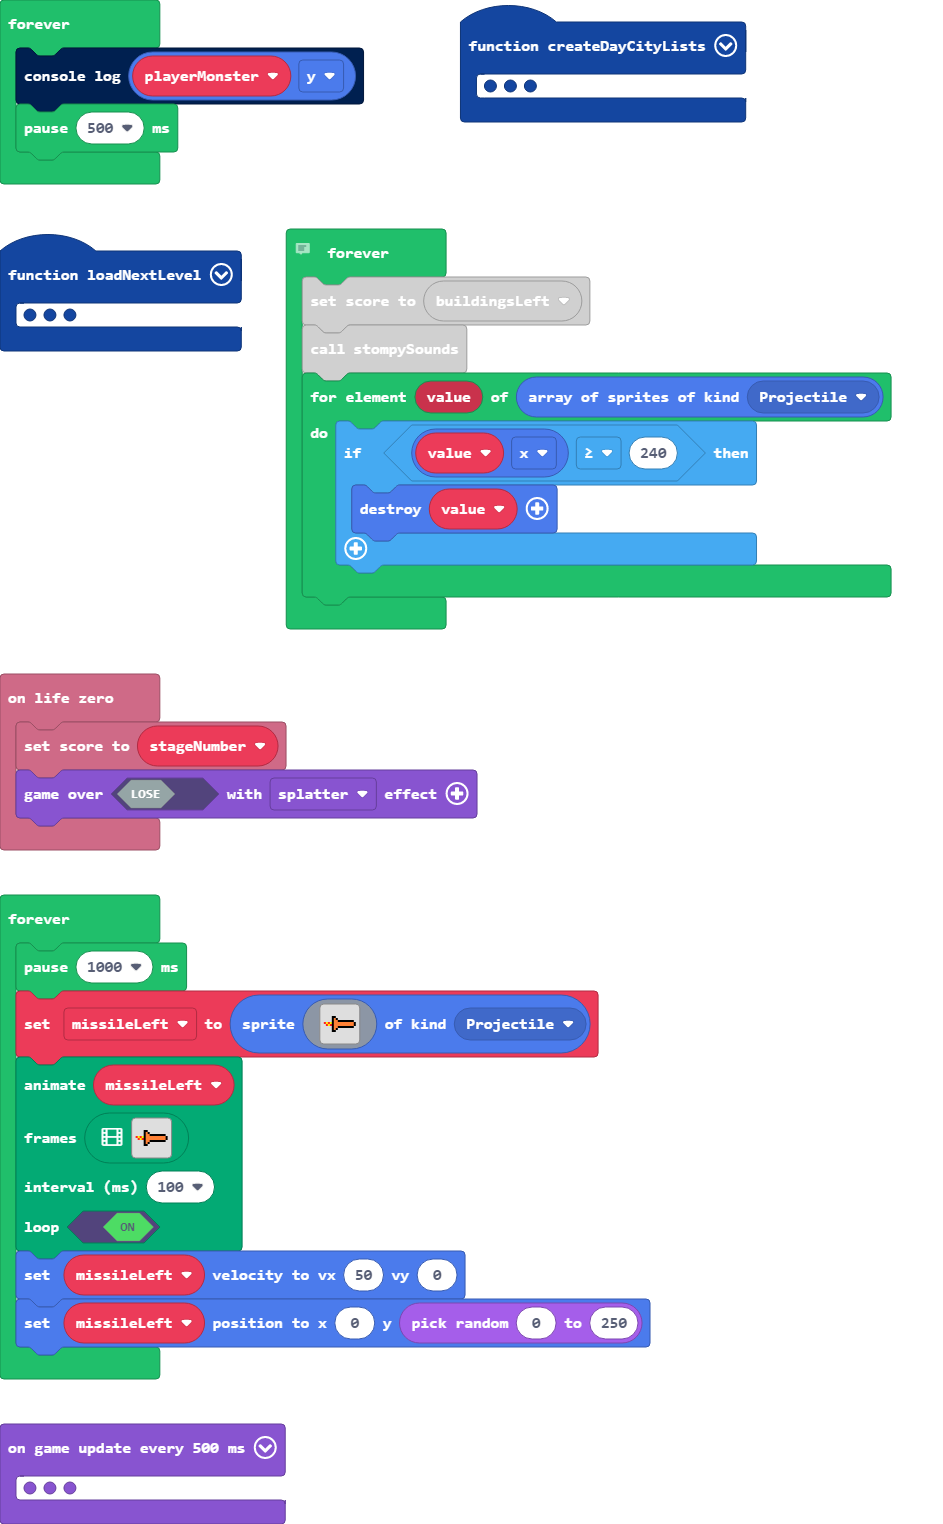 forever
console log playerMonster y
pause 500 ms
function createDayCityLists
function loadNextLevel
forever
set score to buildingsLeft
call stompySounds
for element value of array of sprites of kind Projectile
do
if value x ≥ 240 then
destroy value
on life zero
set score to stageNumber
game over LOSE with splatter effect
forever
pause 1000 ms
set missileLeft to sprite of kind Projectile
animate missileLeft
frames
interval (ms) 100
loop ON
set missileLeft velocity to vx 50 vy 0
set missileLeft position to x 0 y pick random 0 to 250
on game update every 500 ms